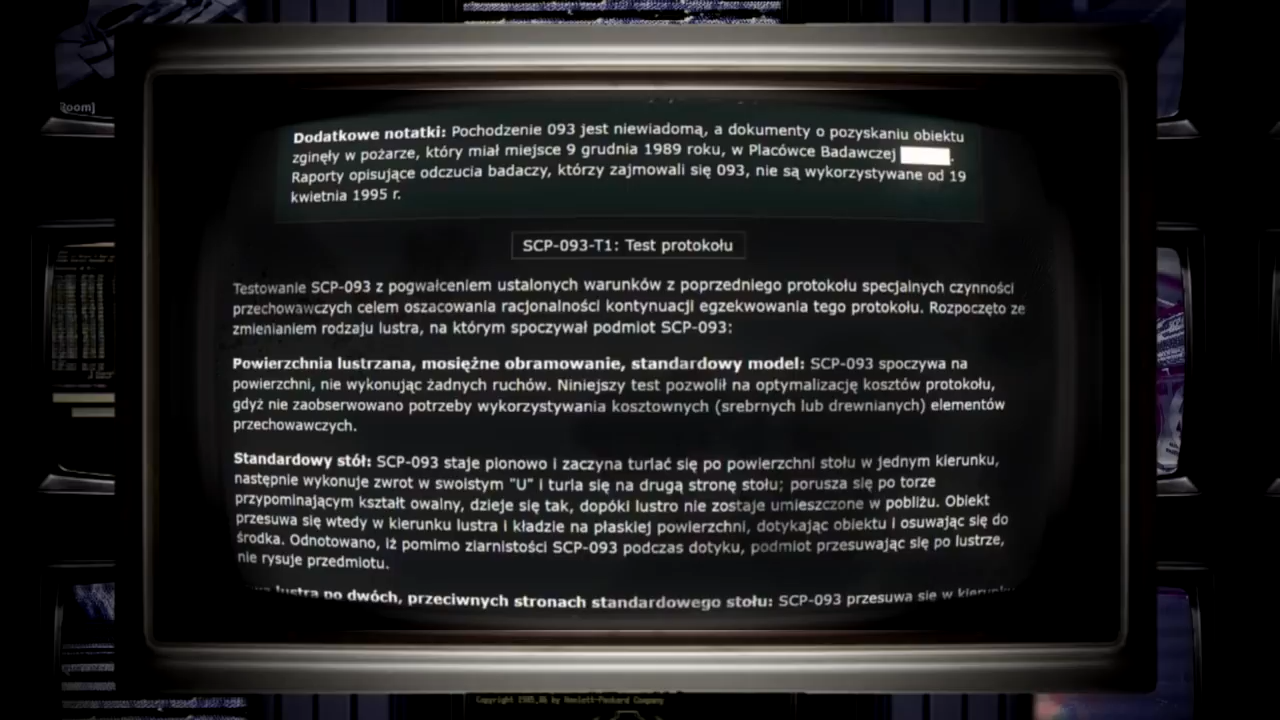 Room]
Dodatkowe notatki: Pochodzenie 093 jest niewiadomą, a dokumenty o pozyskaniu obiektu
zginęły w pożarze, który miał miejsce 9 grudnia 1989 roku, w Placówce Badawczej .
Raporty opisujące odczucia badaczy, którzy zajmowali się 093, nie są wykorzystywane od 19
kwietnia 1995 r.
SCP-093-T1: Test protokołu
Testowanie SCP-093 z pogwałceniem ustalonych warunków z poprzedniego protokołu specjalnych czynności
przechowawczych celem oszacowania racjonalności kontynuacji egzekwowania tego protokołu. Rozpoczęto ze
zmienianiem rodzaju lustra, na którym spoczywał podmiot SCP-093:
Powierzchnia lustrzana, mosiężne obramowanie, standardowy model: SCP-093 spoczywa na
powierzchni, nie wykonując żadnych ruchów. Niniejszy test pozwolił na optymalizację kosztów protokołu,
gdyż nie zaobserwowano potrzeby wykorzystywania kosztownych (srebrnych lub drewnianych) elementów
przechowawczych.
Standardowy stół: SCP-093 staje pionowo i zaczyna turlać się po powierzchni stołu w jednym kierunku,
następnie wykonuje zwrot w swoistym "U" i turla się na drugą stronę stołu; porusza się po torze
przypominającym kształt owalny, dzieje się tak, dopóki lustro nie zostaje umieszczone w pobliżu. Obiekt
przesuwa się wtedy w kierunku lustra i kładzie na płaskiej powierzchni, dotykając obiektu i osuwając się do
środka. Odnotowano, iż pomimo ziarnistości SCP-093 podczas dotyku, podmiot przesuwając się po lustrze,
nie rysuje przedmiotu.
lustra po dwóch, przeciwnych stronach standardowego stołu: SCP-093 przesuwa się w kierunku
Copyright 1985,86 by Hewlett-Packard Company